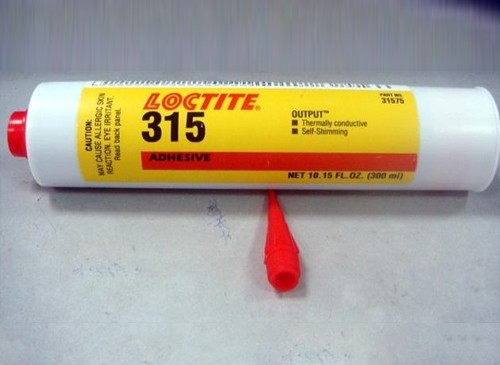 CAUTION:
MAY CAUSE ALLERGIC SKIN
REACTION. EYE IRRITANT.
Read back panel.
LOCTITE®
315
ADHESIVE
OUTPUT™
■ Thermally conductive
■ Self-Shimming
PART NO.
31575
NET 10.15 FL.OZ. (300 ml)